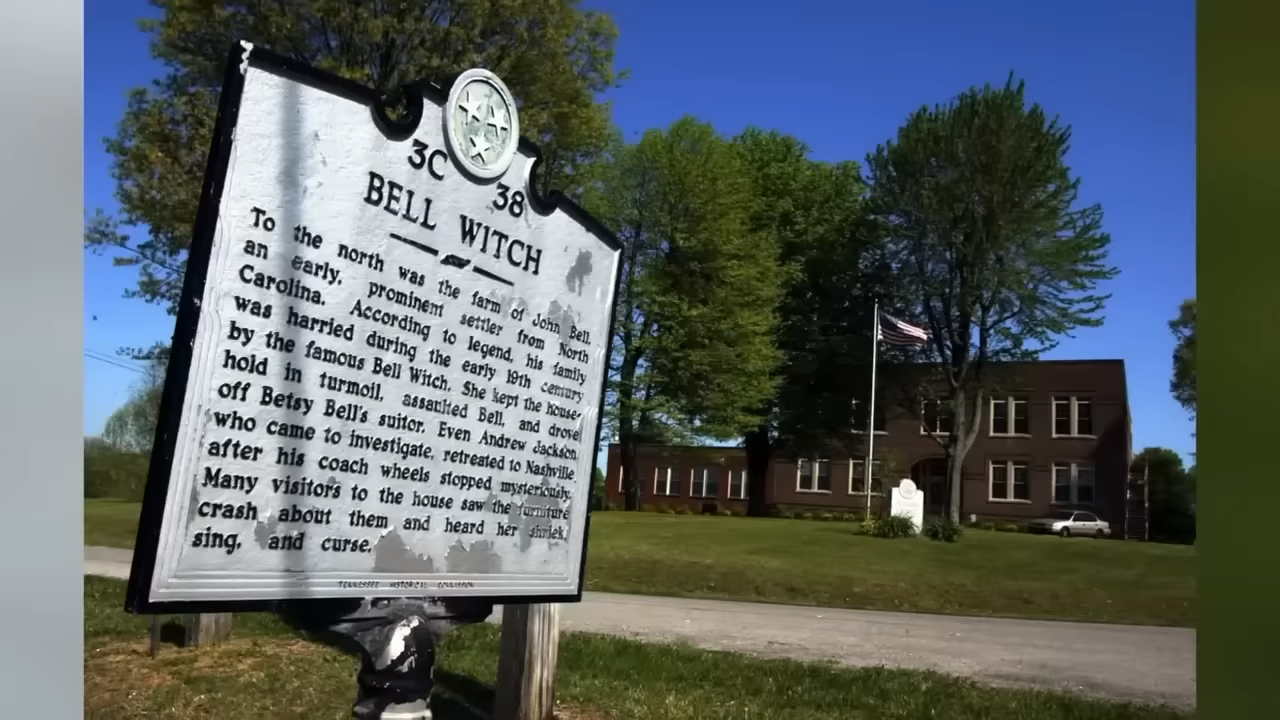 3C 38
BELL WITCH
To the north was the farm of John Bell,
an early, prominent settler from North
Carolina. According to legend, his family
was harried during the early 19th century
by the famous Bell Witch. She kept the house-
hold in turmoil, assaulted Bell, and drove
off Betsy Bell's suitor. Even Andrew Jackson
who came to investigate, retreated to Nashville
after his coach wheels stopped mysteriously.
Many visitors to the house saw the furniture
crash about them and heard her shriek,
sing, and curse.
TENNESSEE HISTORICAL COMMISSION